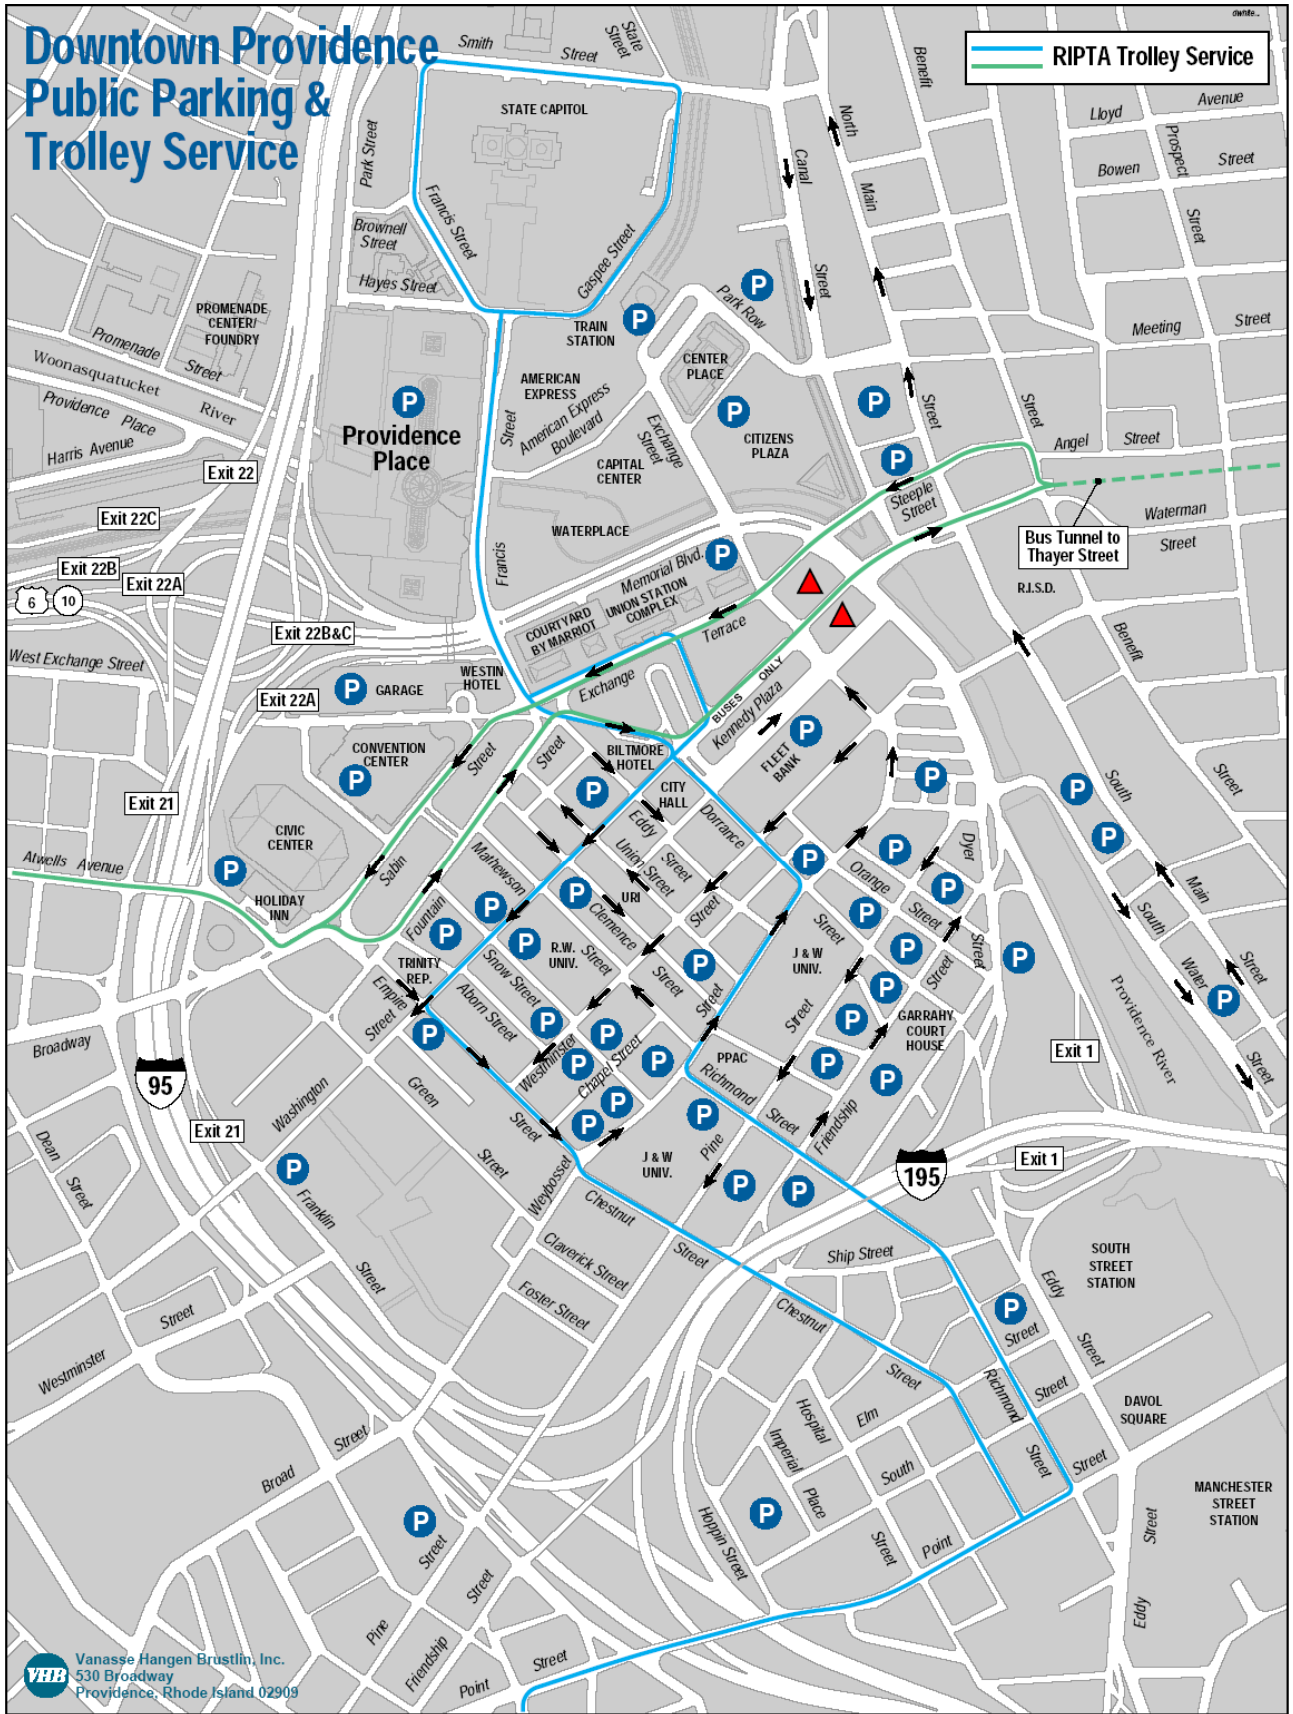 Downtown Providence
Public Parking &
Trolley Service
dwhite...
RIPTA Trolley Service
Smith
Street
State
Street
STATE CAPITOL
Park Street
Francis Street
Gaspee Street
Brownell
Street
Hayes Street
Canal
Street
North
Main
Street
Benefit
Street
Lloyd
Avenue
Bowen
Street
Prospect
Street
Meeting
Street
Angel
Street
Waterman
Street
PROMENADE
CENTER/
FOUNDRY
Promenade
Street
Woonasquatucket
River
Providence Place
Harris Avenue
P
Providence
Place
TRAIN
STATION
P
P
Park Row
CENTER
PLACE
AMERICAN
EXPRESS
American Express
Boulevard
Street
Francis
Exchange
Street
CAPITAL
CENTER
P
CITIZENS
PLAZA
P
P
Steeple
Street
WATERPLACE
Exit 22
Exit 22C
Exit 22B
Exit 22A
6
10
Exit 22B&C
Bus Tunnel to
Thayer Street
R.I.S.D.
Benefit
Street
Memorial Blvd.
P
UNION STATION
COMPLEX
COURTYARD
BY MARRIOT
Terrace
Exchange
West Exchange Street
WESTIN
HOTEL
P
GARAGE
Exit 22A
BUSES ONLY
Kennedy Plaza
CONVENTION
CENTER
P
Street
Street
BILTMORE
HOTEL
FLEET
BANK
P
P
CITY
HALL
Exit 21
CIVIC
CENTER
Atwells Avenue
P
HOLIDAY
INN
Sabin
Fountain
Mathewson
Eddy
Street
Union Street
Dorrance
Street
URI
Clemence
Street
Street
P
P
P
P
P
P
Orange
Street
Dyer
Street
South
Main
Street
South
Water
Street
P
P
P
Providence River
P
P
P
P
P
TRINITY
REP.
Empire
Street
Snow Street
Aborn Street
R.W.
UNIV.
Street
P
J & W
UNIV.
Street
P
P
P
P
P
Street
GARRAHY
COURT
HOUSE
P
P
Broadway
95
Washington
Green
Street
P
Westminster
Chapel Street
P
P
P
P
P
P
PPAC
Richmond
Street
Exit 1
Exit 21
Street
Weybosset
J & W
UNIV.
P
Pine
Friendship
P
P
195
Exit 1
Dean
Street
P
Franklin
Street
Chestnut
Street
Claverick Street
Foster Street
Ship Street
SOUTH
STREET
STATION
Eddy
Street
Westminster
Street
Chestnut
Street
P
Street
Richmond
Street
Street
DAVOL
SQUARE
Elm
Hospital
Imperial
Place
South
Street
Point
Street
Broad
Street
P
Hoppin Street
P
MANCHESTER
STREET
STATION
Eddy
Street
Pine
Street
Friendship
Street
Point
Street
VHB
Vanasse Hangen Brustlin, Inc.
530 Broadway
Providence, Rhode Island 02909